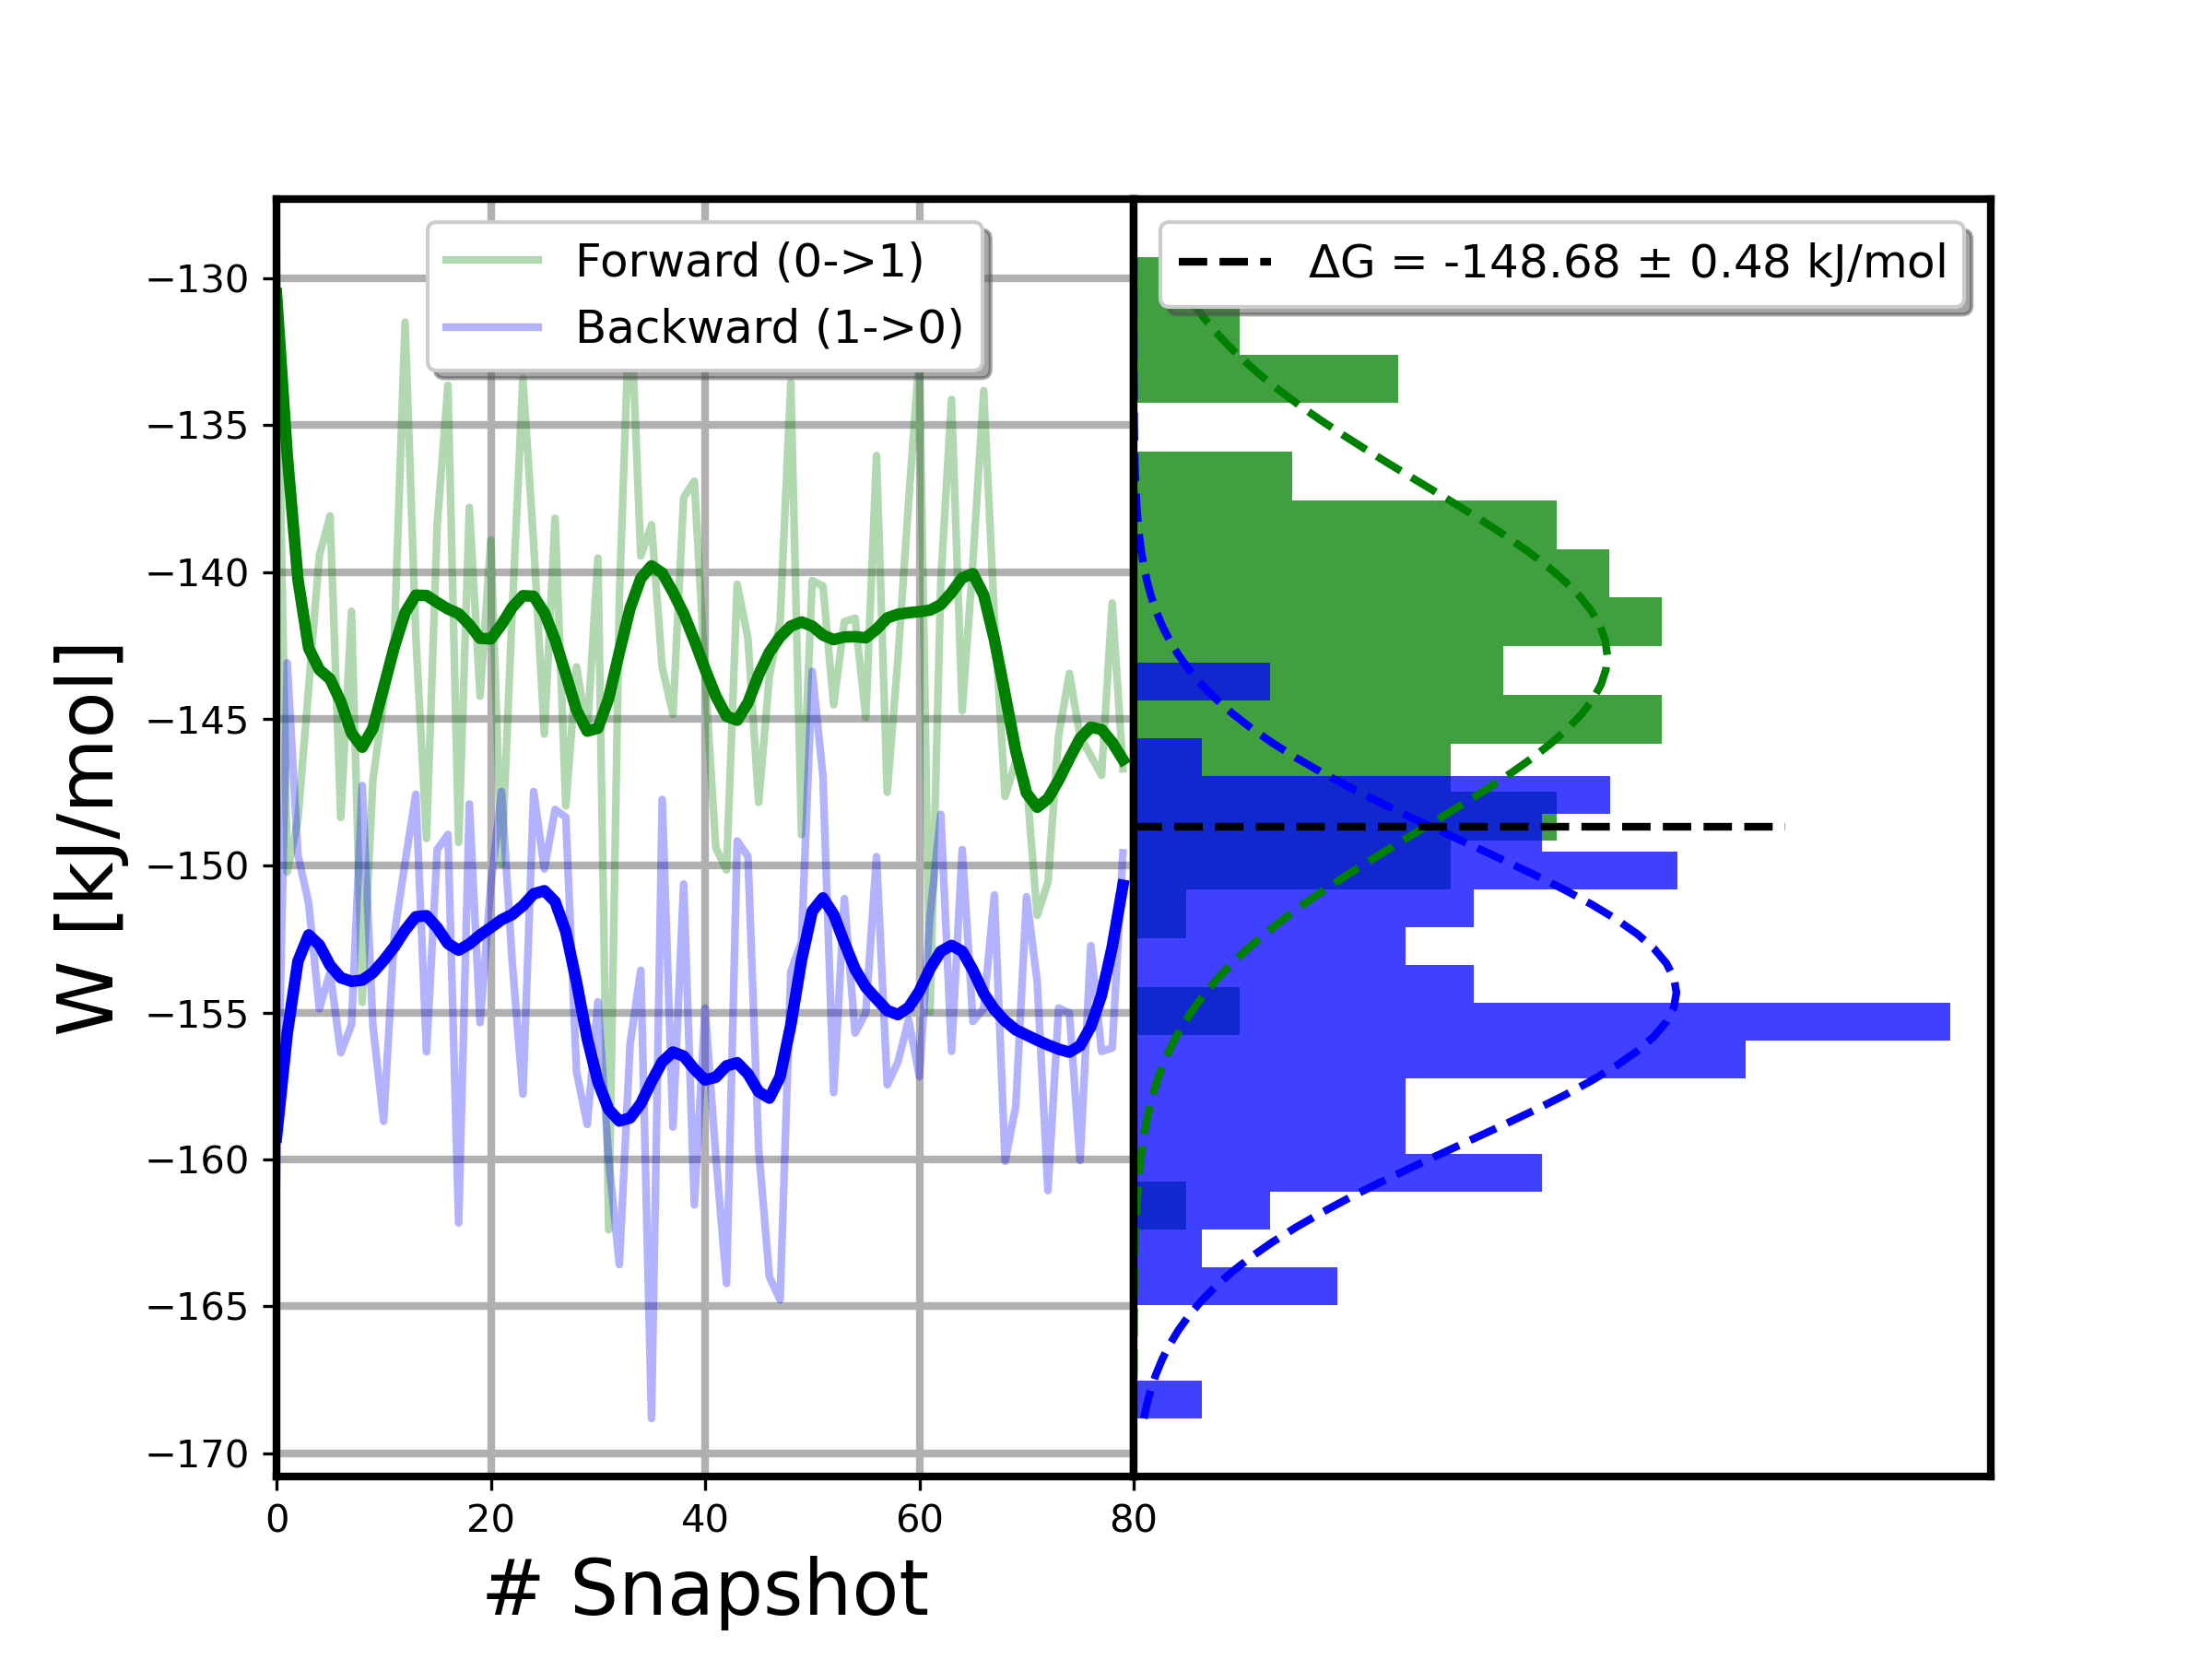 Forward (0->1)
Backward (1->0)
ΔG = -148.68 ± 0.48 kJ/mol
−130
−135
−140
−145
−150
−155
−160
−165
−170
W [kJ/mol]
0 20 40 60 80
# Snapshot